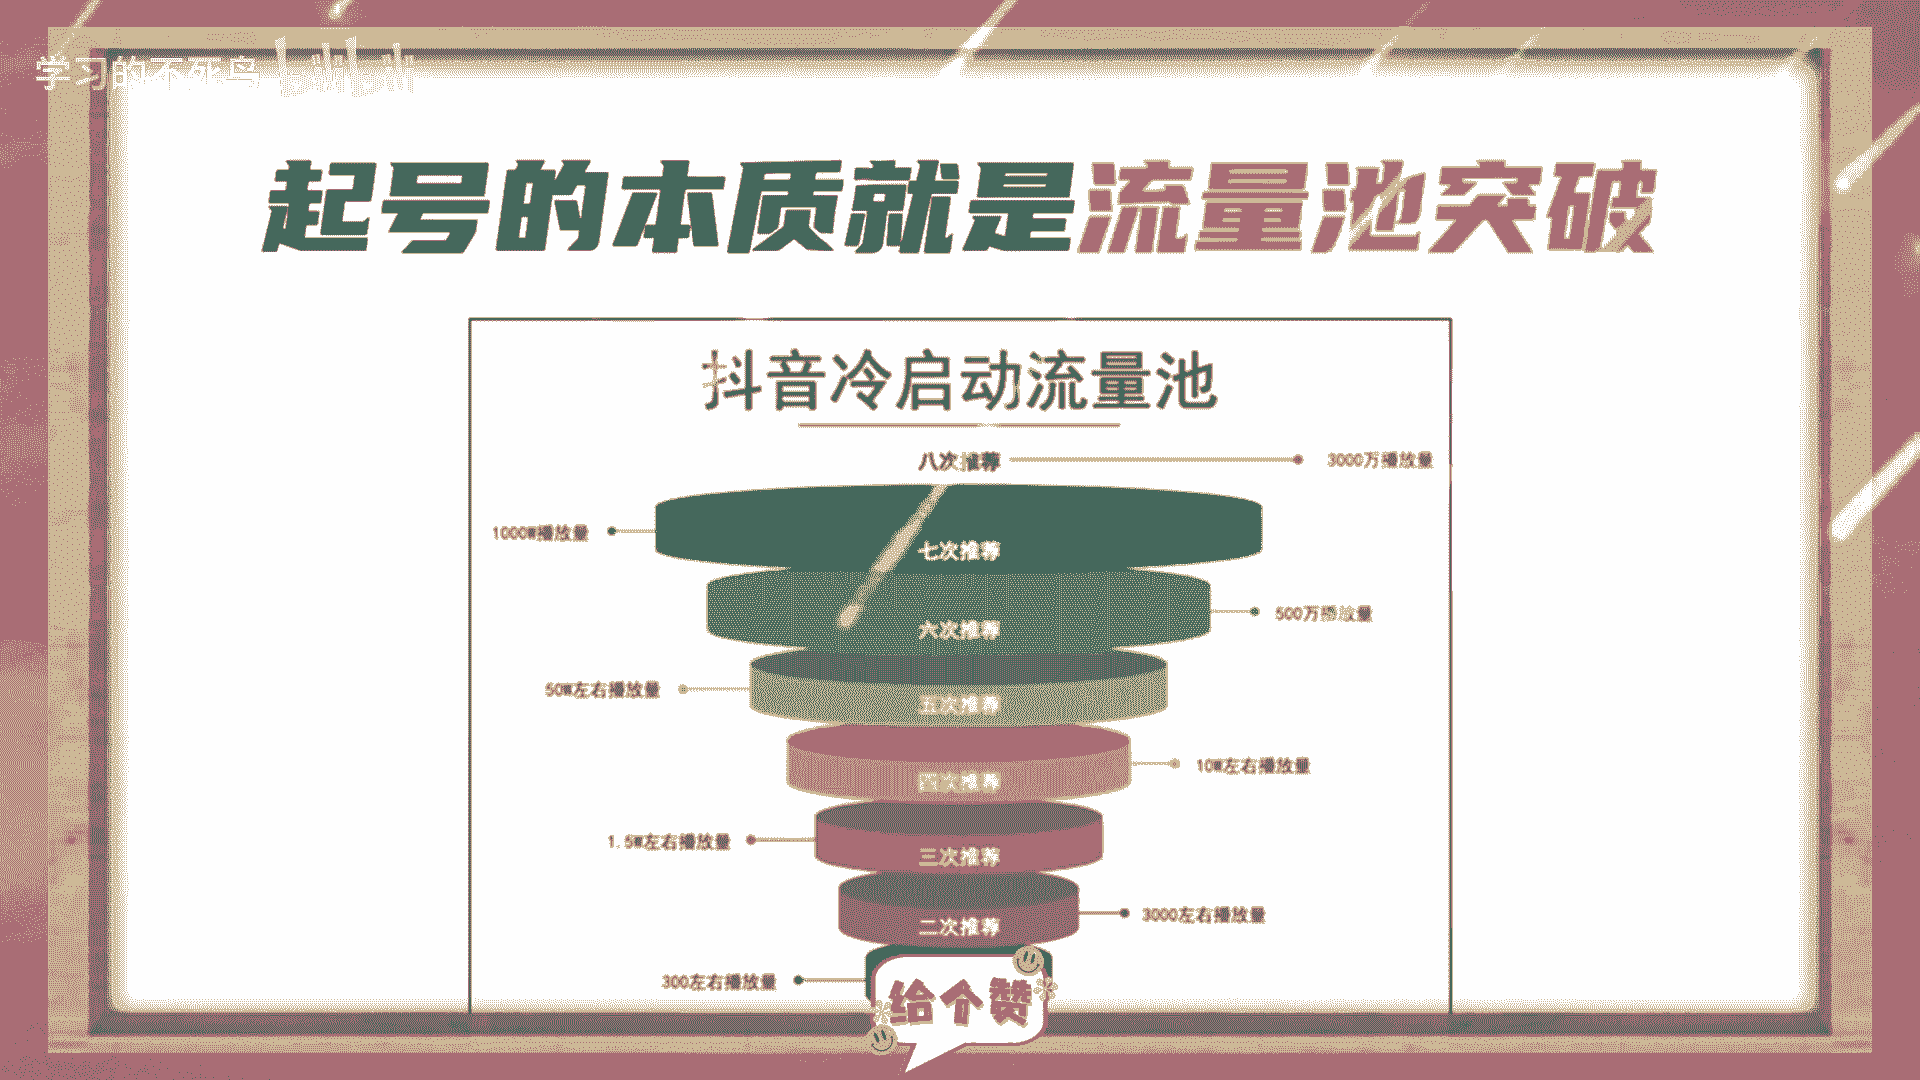 学习的不死鸟 bilibili
起号的本质就是流量池突破
抖音冷启动流量池
八次推荐 3000万播放量
1000W播放量 七次推荐
六次推荐 500万播放量
50W左右播放量 五次推荐
四次推荐 10W左右播放量
1.5W左右播放量 三次推荐
二次推荐 3000左右播放量
300左右播放量
给个赞